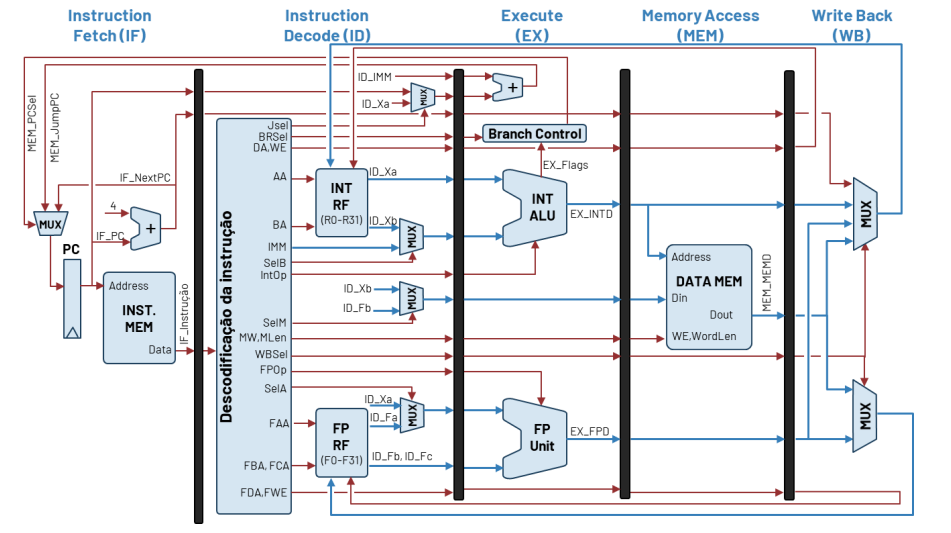 Instruction
Fetch (IF)
Instruction
Decode (ID)
Execute
(EX)
Memory Access
(MEM)
Write Back
(WB)
MEM_PCSel
MEM_JumpPC
IF_NextPC
4
IF_PC
+
MUX
PC
Address
INST.
MEM
Data
IF_Instrução
Descodificação da instrução
Jsel
BRSel
DA,WE
AA
BA
IMM
SelB
IntOp
SelM
MW,MLen
WBSel
FPOp
SelA
FAA
FBA, FCA
FDA,FWE
ID_IMM
ID_Xa
MUX
INT
RF
(R0-R31)
ID_Xa
ID_Xb
MUX
ID_Xb
ID_Fb
MUX
ID_Xa
ID_Fa
MUX
FP
RF
(F0-F31)
ID_Fb, ID_Fc
+
Branch Control
EX_Flags
INT
ALU
EX_INTD
FP
Unit
EX_FPD
Address
DATA MEM
Din
Dout
WE,WordLen
MEM_MEMD
MUX
MUX